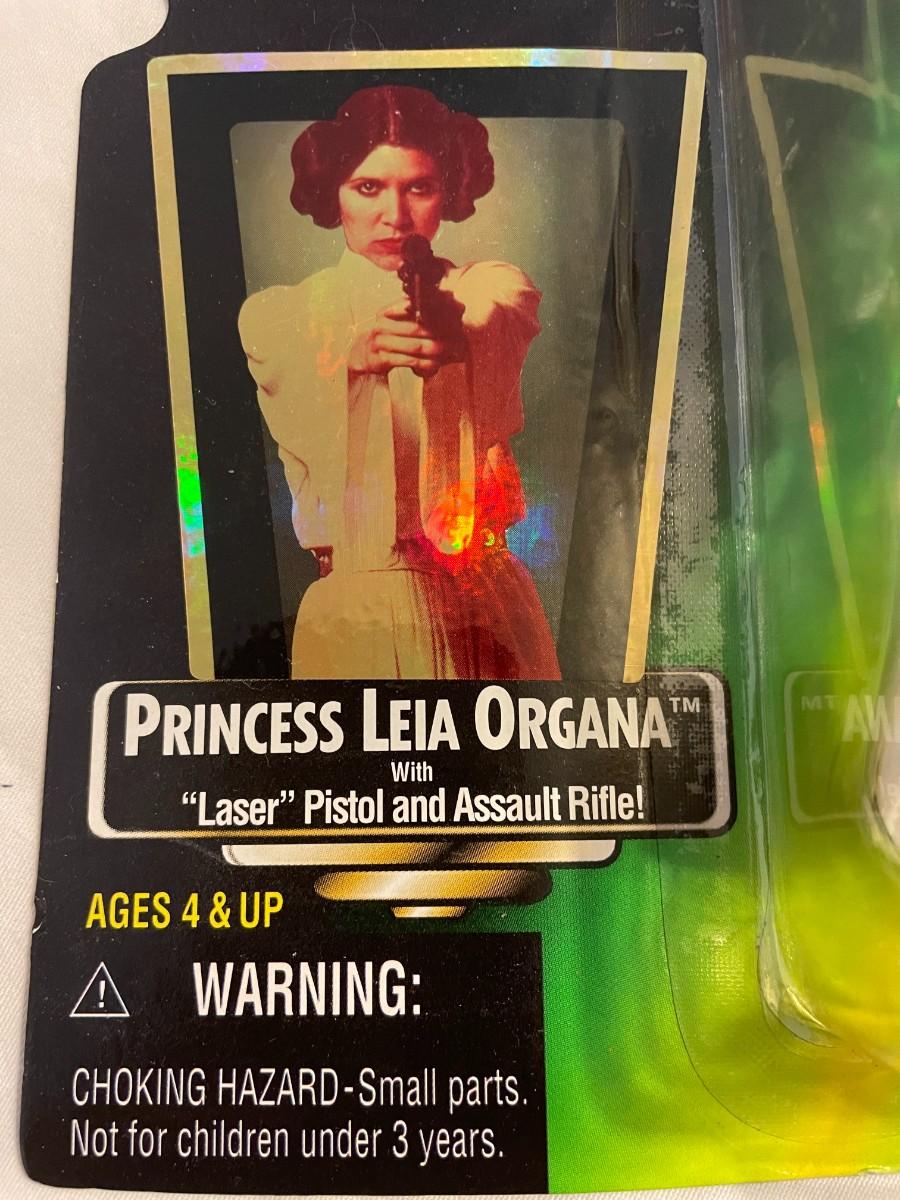 PRINCESS LEIA ORGANA™
With
“Laser” Pistol and Assault Rifle!
AGES 4 & UP
WARNING:
CHOKING HAZARD-Small parts.
Not for children under 3 years.